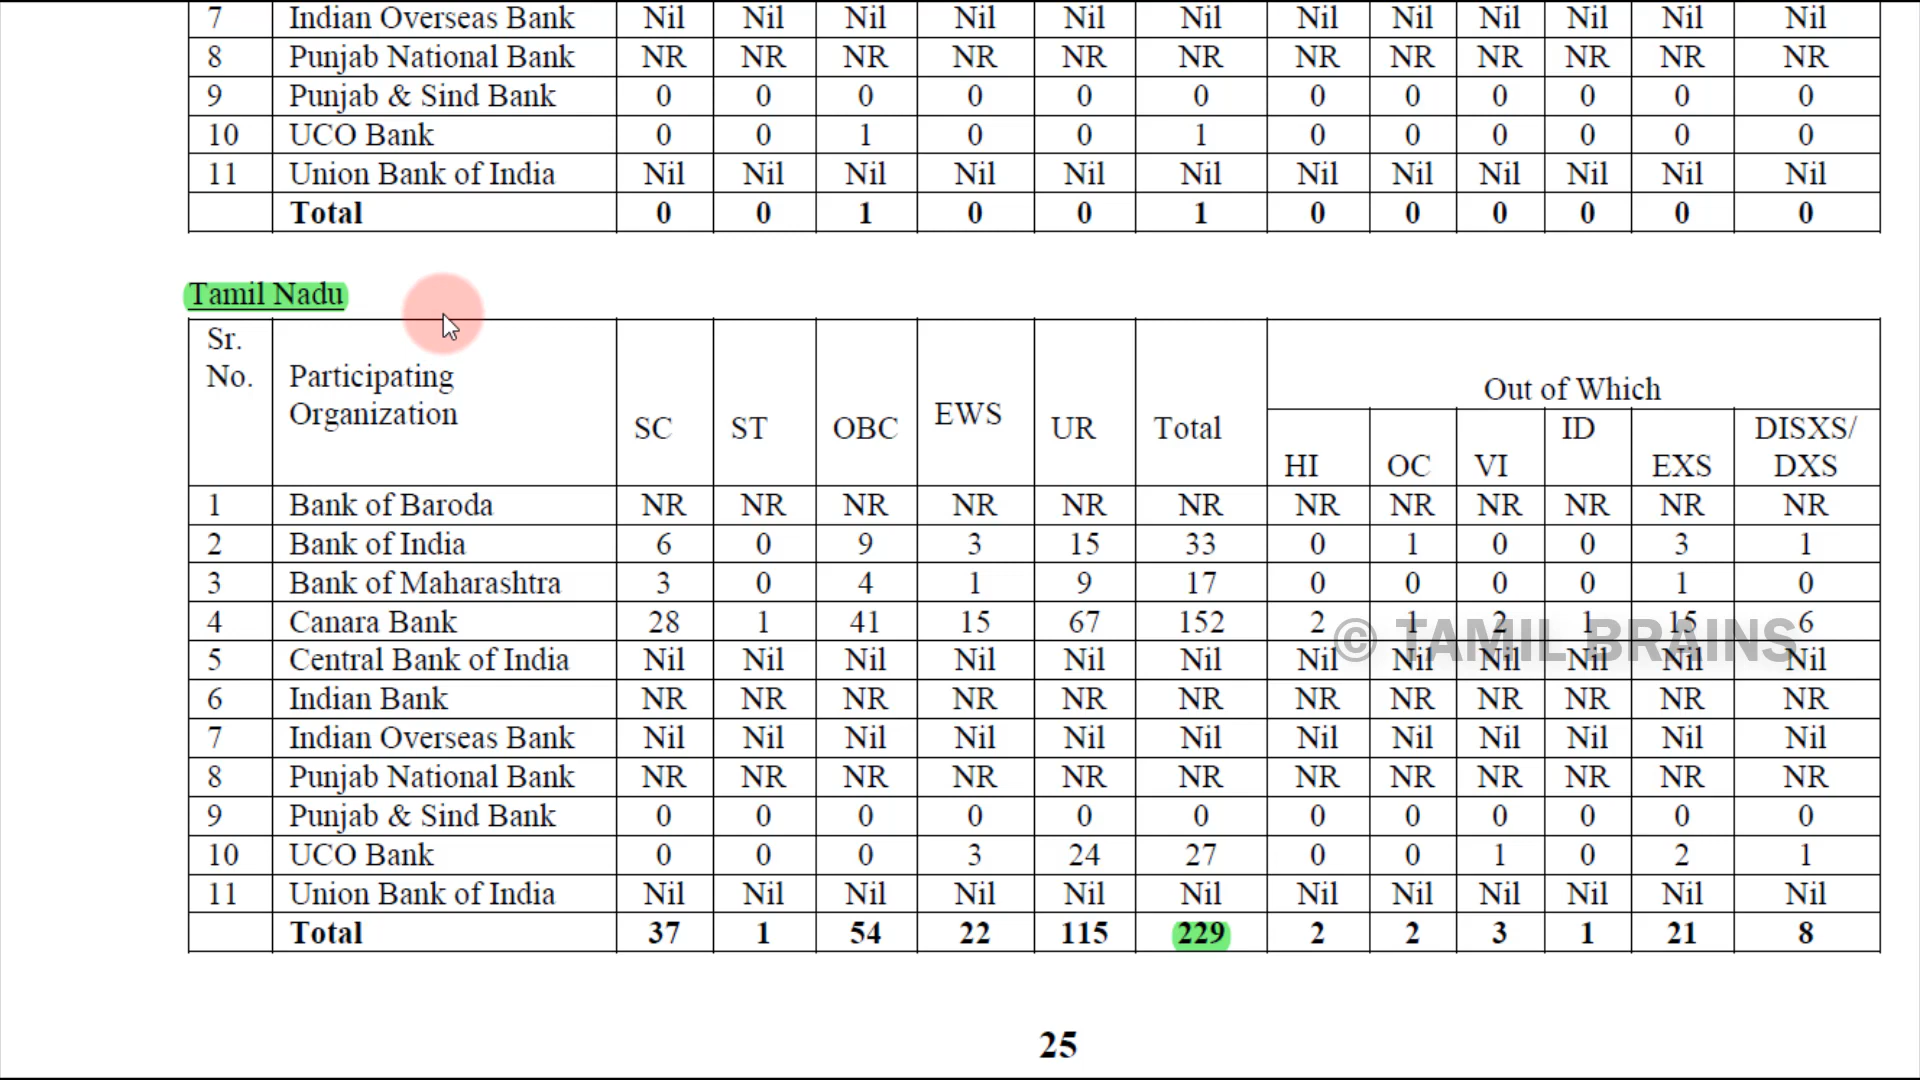 7 Indian Overseas Bank Nil Nil Nil Nil Nil Nil Nil Nil Nil Nil Nil Nil
8 Punjab National Bank NR NR NR NR NR NR NR NR NR NR NR NR
9 Punjab & Sind Bank 0 0 0 0 0 0 0 0 0 0 0 0
10 UCO Bank 0 0 1 0 0 1 0 0 0 0 0 0
11 Union Bank of India Nil Nil Nil Nil Nil Nil Nil Nil Nil Nil Nil Nil
Total 0 0 1 0 0 1 0 0 0 0 0 0
Tamil Nadu
Sr. No. Participating Organization SC ST OBC EWS UR Total Out of Which
HI OC VI ID EXS DISXS/ DXS
1 Bank of Baroda NR NR NR NR NR NR NR NR NR NR NR NR
2 Bank of India 6 0 9 3 15 33 0 1 0 0 3 1
3 Bank of Maharashtra 3 0 4 1 9 17 0 0 0 0 1 0
4 Canara Bank 28 1 41 15 67 152 2 1 2 1 15 6
© TAMIL BRAINS
5 Central Bank of India Nil Nil Nil Nil Nil Nil Nil Nil Nil Nil Nil Nil
6 Indian Bank NR NR NR NR NR NR NR NR NR NR NR NR
7 Indian Overseas Bank Nil Nil Nil Nil Nil Nil Nil Nil Nil Nil Nil Nil
8 Punjab National Bank NR NR NR NR NR NR NR NR NR NR NR NR
9 Punjab & Sind Bank 0 0 0 0 0 0 0 0 0 0 0 0
10 UCO Bank 0 0 0 3 24 27 0 0 1 0 2 1
11 Union Bank of India Nil Nil Nil Nil Nil Nil Nil Nil Nil Nil Nil Nil
Total 37 1 54 22 115 229 2 2 3 1 21 8
25